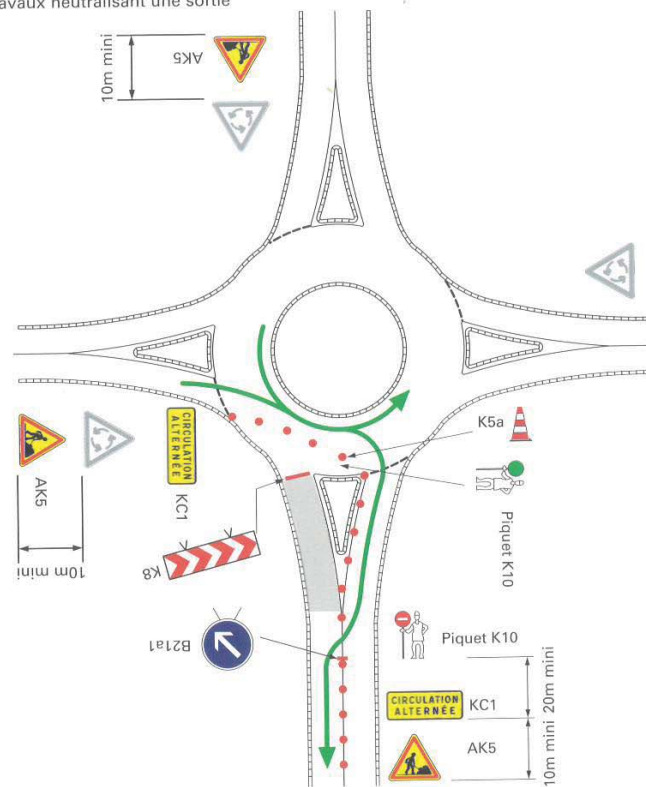 avaux neutralisant une sortie
10m mini
AK5
CIRCULATION
ALTERNÉE
KC1
AK5
10m mini
K8
B21a1
K5a
Piquet K10
Piquet K10
CIRCULATION
ALTERNÉE
KC1
AK5
10m mini 20m mini